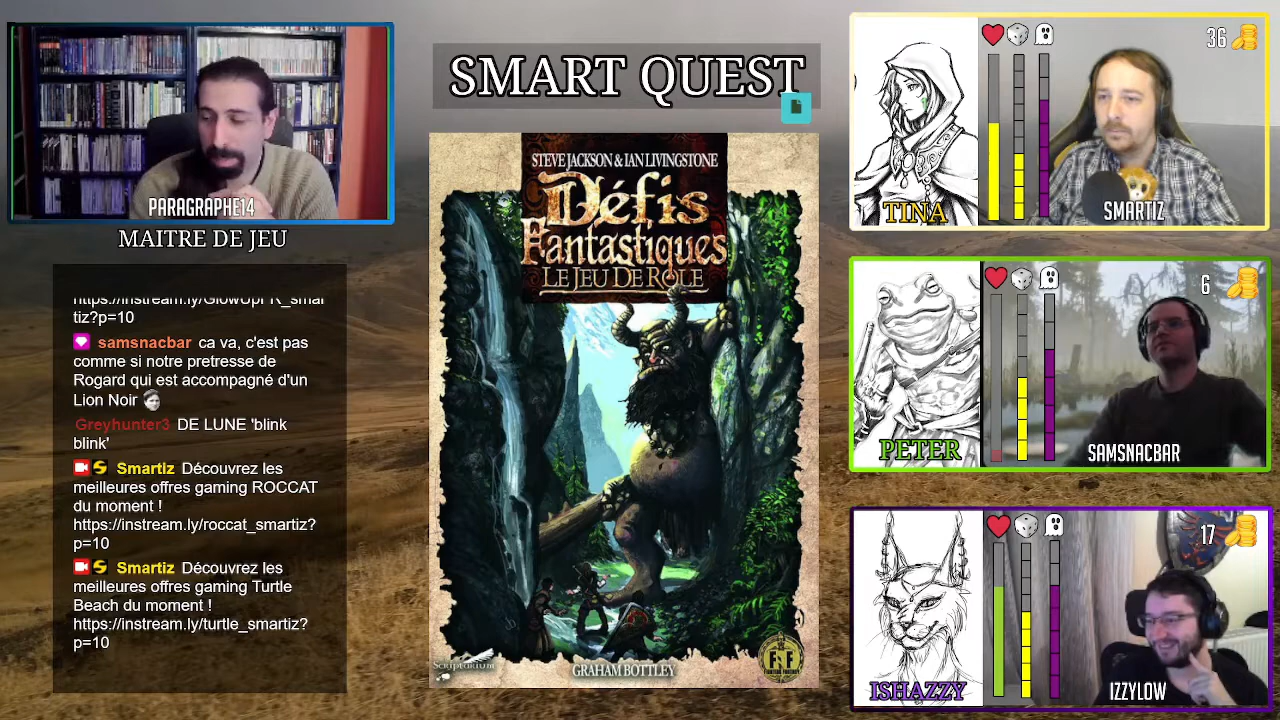 PARAGRAPHE14
MAITRE DE JEU
tiz?p=10
samsnacbar ca va, c'est pas
comme si notre pretresse de
Rogard qui est accompagné d'un
Lion Noir
Greyhunter3 DE LUNE 'blink
blink'
Smartiz Découvrez les
meilleures offres gaming ROCCAT
du moment !
https://instream.ly/roccat_smartiz?
p=10
Smartiz Découvrez les
meilleures offres gaming Turtle
Beach du moment !
https://instream.ly/turtle_smartiz?
p=10
SMART QUEST
STEVE JACKSON & IAN LIVINGSTONE
Défis
Fantastiques
LE JEU DE RÔLE
SCRIPTARIUM
GRAHAM BOTTLEY
FF
36
TINA
SMARTIZ
6
PETER
SAMSNACBAR
17
ISHAZZY
IZZYLOW